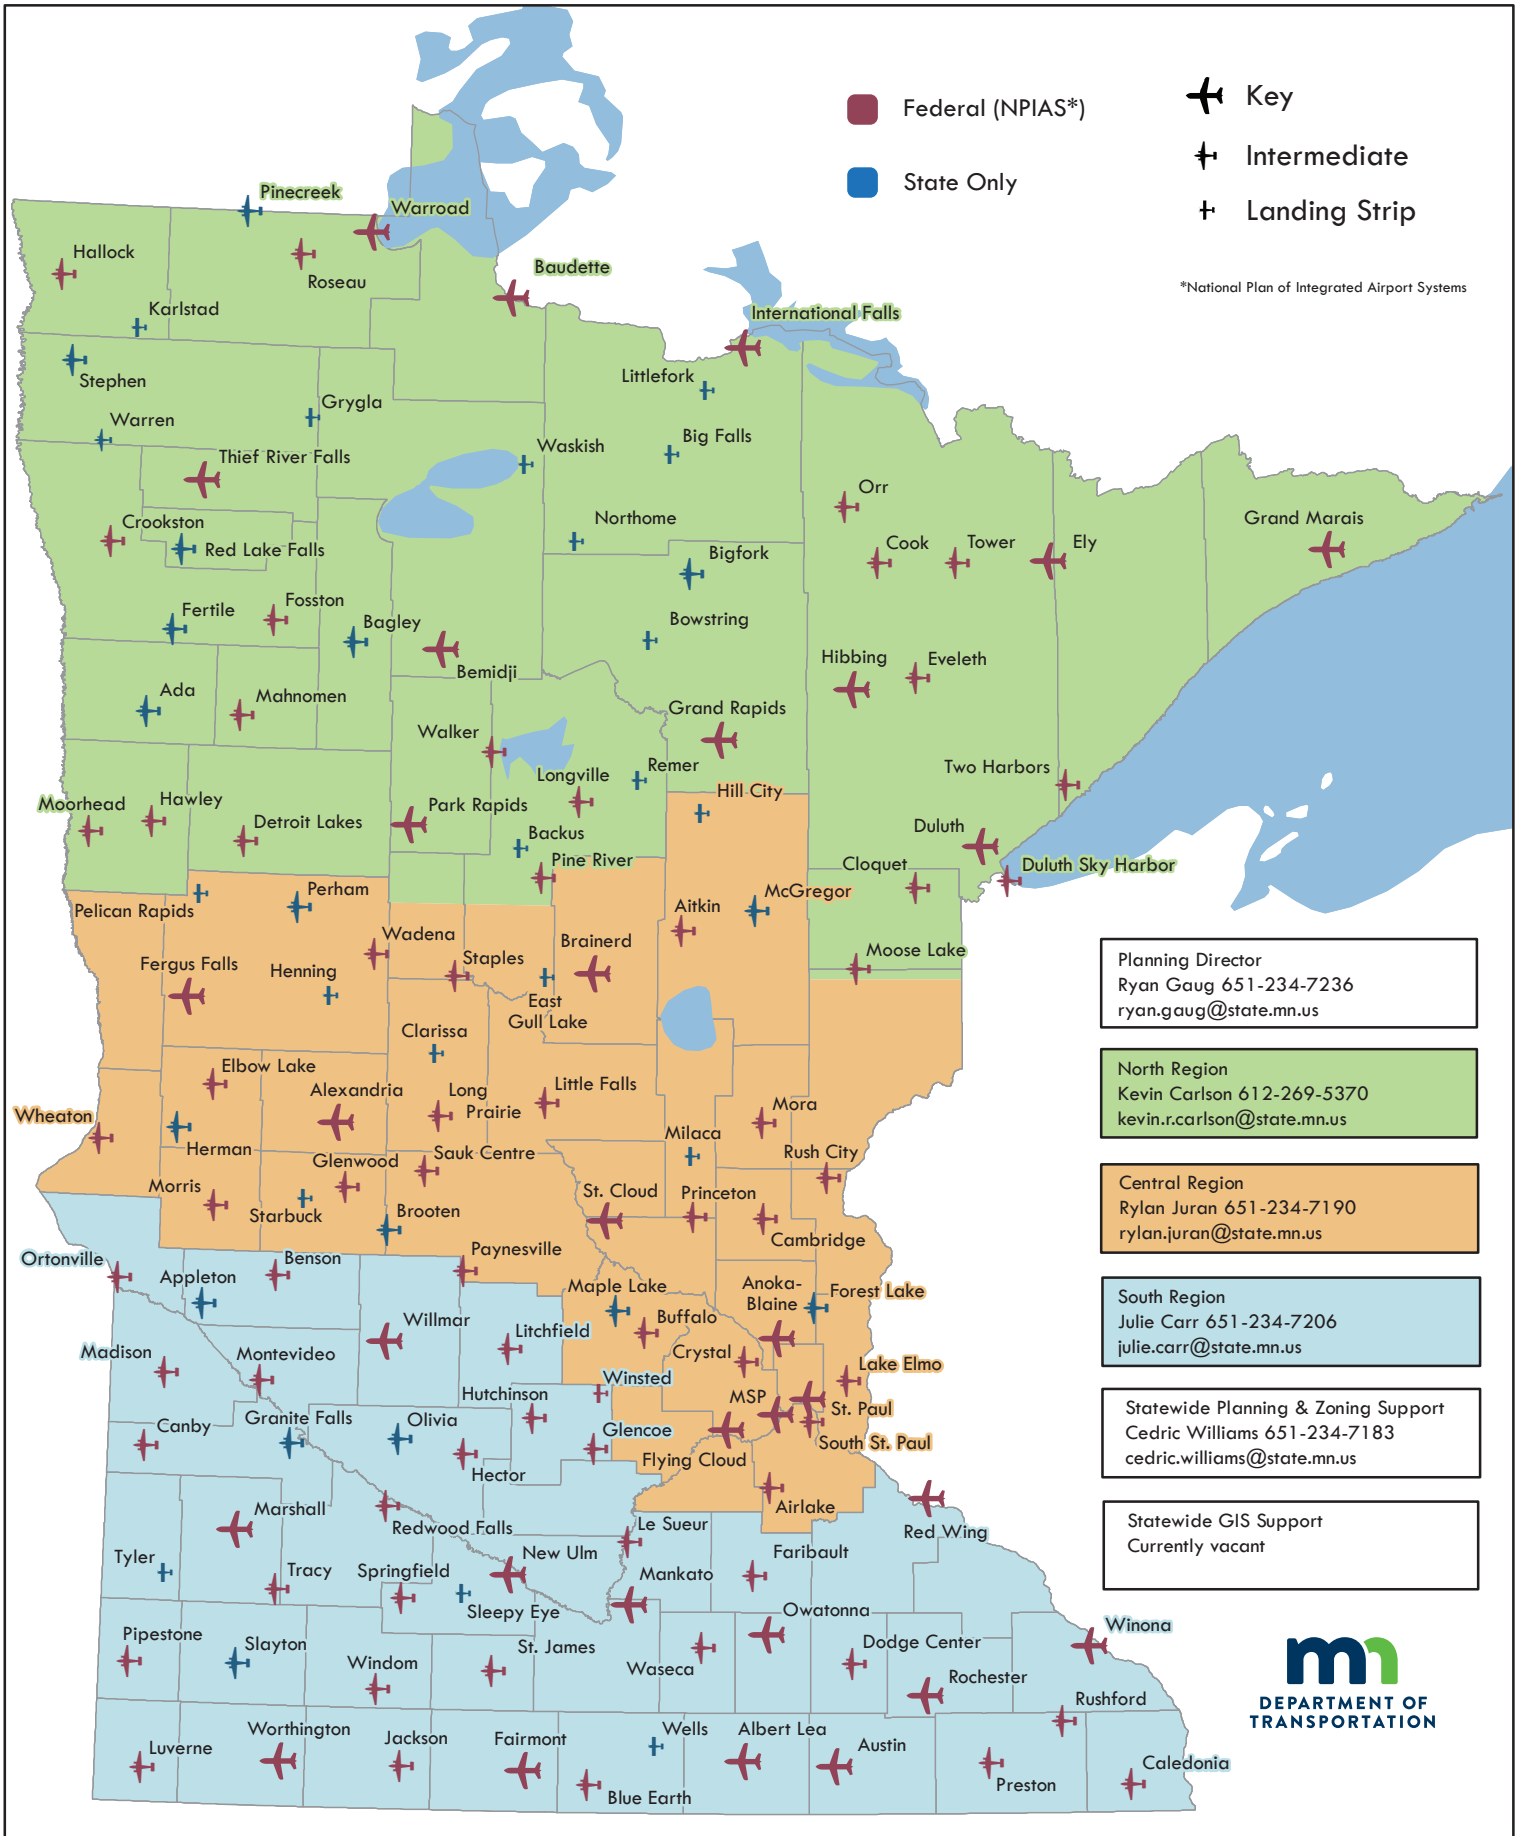 Federal (NPIAS*)
State Only
Key
Intermediate
Landing Strip
*National Plan of Integrated Airport Systems
Pinecreek
Warroad
Hallock
Roseau
Baudette
Karlstad
International Falls
Stephen
Littlefork
Grygla
Warren
Big Falls
Waskish
Thief River Falls
Orr
Crookston
Northome
Grand Marais
Red Lake Falls
Bigfork
Cook
Tower
Ely
Fosston
Fertile
Bagley
Bowstring
Bemidji
Hibbing
Eveleth
Ada
Mahnomen
Grand Rapids
Walker
Remer
Two Harbors
Longville
Hill City
Moorhead
Hawley
Park Rapids
Detroit Lakes
Backus
Duluth
Pine River
Cloquet
Duluth Sky Harbor
Perham
McGregor
Pelican Rapids
Aitkin
Wadena
Brainerd
Moose Lake
Fergus Falls
Henning
Staples
East
Gull Lake
Clarissa
Elbow Lake
Alexandria
Long
Prairie
Little Falls
Wheaton
Mora
Herman
Milaca
Glenwood
Sauk Centre
Rush City
Morris
St. Cloud
Princeton
Starbuck
Brooten
Cambridge
Paynesville
Ortonville
Benson
Appleton
Maple Lake
Anoka-
Blaine
Forest Lake
Willmar
Buffalo
Litchfield
Madison
Montevideo
Crystal
Lake Elmo
Winsted
Hutchinson
MSP
St. Paul
Canby
Granite Falls
Olivia
Glencoe
South St. Paul
Hector
Flying Cloud
Marshall
Airlake
Redwood Falls
Le Sueur
Red Wing
Tyler
Tracy
Springfield
New Ulm
Faribault
Mankato
Sleepy Eye
Owatonna
Winona
Pipestone
Slayton
St. James
Dodge Center
Windom
Waseca
Rochester
Rushford
Worthington
Luverne
Jackson
Fairmont
Wells
Albert Lea
Austin
Caledonia
Preston
Blue Earth
Planning Director
Ryan Gaug 651-234-7236
ryan.gaug@state.mn.us
North Region
Kevin Carlson 612-269-5370
kevin.r.carlson@state.mn.us
Central Region
Rylan Juran 651-234-7190
rylan.juran@state.mn.us
South Region
Julie Carr 651-234-7206
julie.carr@state.mn.us
Statewide Planning & Zoning Support
Cedric Williams 651-234-7183
cedric.williams@state.mn.us
Statewide GIS Support
Currently vacant
mn
DEPARTMENT OF
TRANSPORTATION